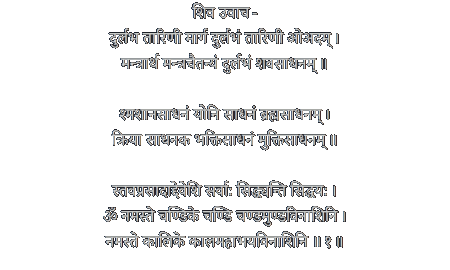 शिव उवाच -
दुर्लभं तारिणी मार्गं दुर्लभं तारिणी
मन्त्रार्थं मन्त्रचैतन्यं दुर्लभं शवसाधनम् ॥
श्मशानसाधनं योनि साधनं ब्रह्मसाधनम् ।
क्रिया साधनकं भक्तिसाधनं मुक्तिसाधनम् ॥
स्तवप्रसादाद्देवेशि सर्वाः सिद्ध्यन्ति सिद्धयः ।
ॐ नमस्ते चण्डिके चण्डि चण्डमुण्डविनाशिनि ।
नमस्ते कालिके कालमहाभयविनाशिनि ॥ १ ॥